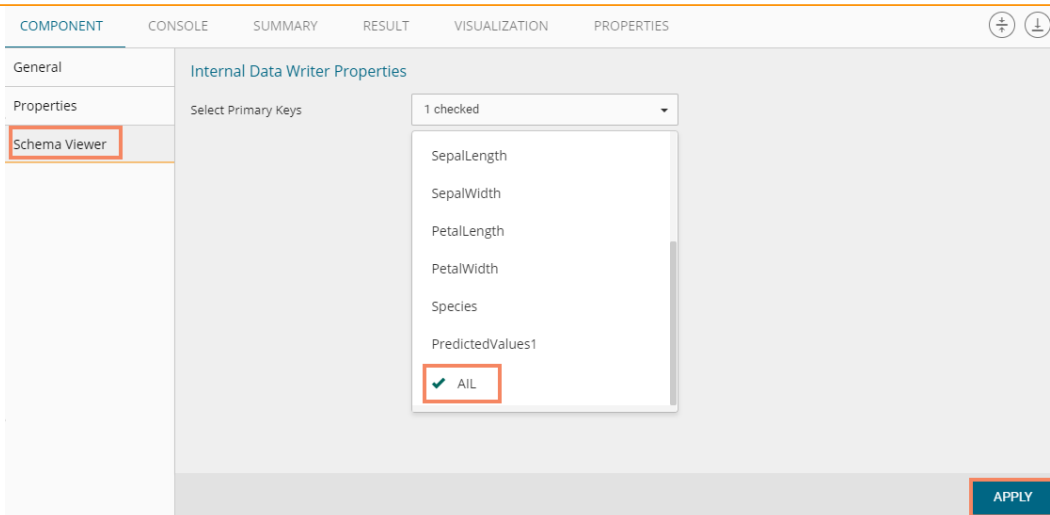 COMPONENT CONSOLE SUMMARY RESULT VISUALIZATION PROPERTIES
General
Properties
Schema Viewer
Internal Data Writer Properties
Select Primary Keys 1 checked
SepalLength
SepalWidth
PetalLength
PetalWidth
Species
PredictedValues1
AIL
APPLY